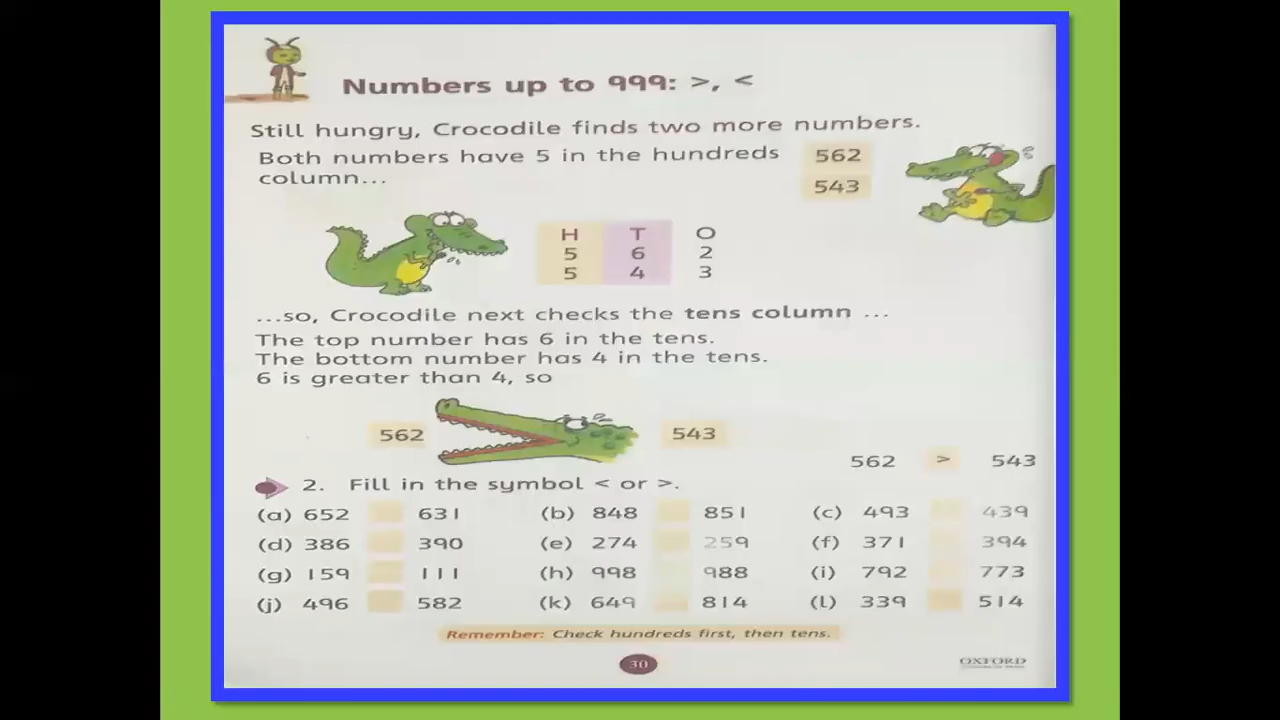 Numbers up to 999: >, <
Still hungry, Crocodile finds two more numbers.
Both numbers have 5 in the hundreds
column...
562
543
H T O
5 6 2
5 4 3
...so, Crocodile next checks the tens column ...
The top number has 6 in the tens.
The bottom number has 4 in the tens.
6 is greater than 4, so
562 543
562 > 543
2. Fill in the symbol < or >.
(a) 652 631 (b) 848 851 (c) 493 439
(d) 386 390 (e) 274 259 (f) 371 394
(g) 159 111 (h) 998 988 (i) 792 773
(j) 496 582 (k) 649 814 (l) 339 514
Remember: Check hundreds first, then tens.
30
OXFORD